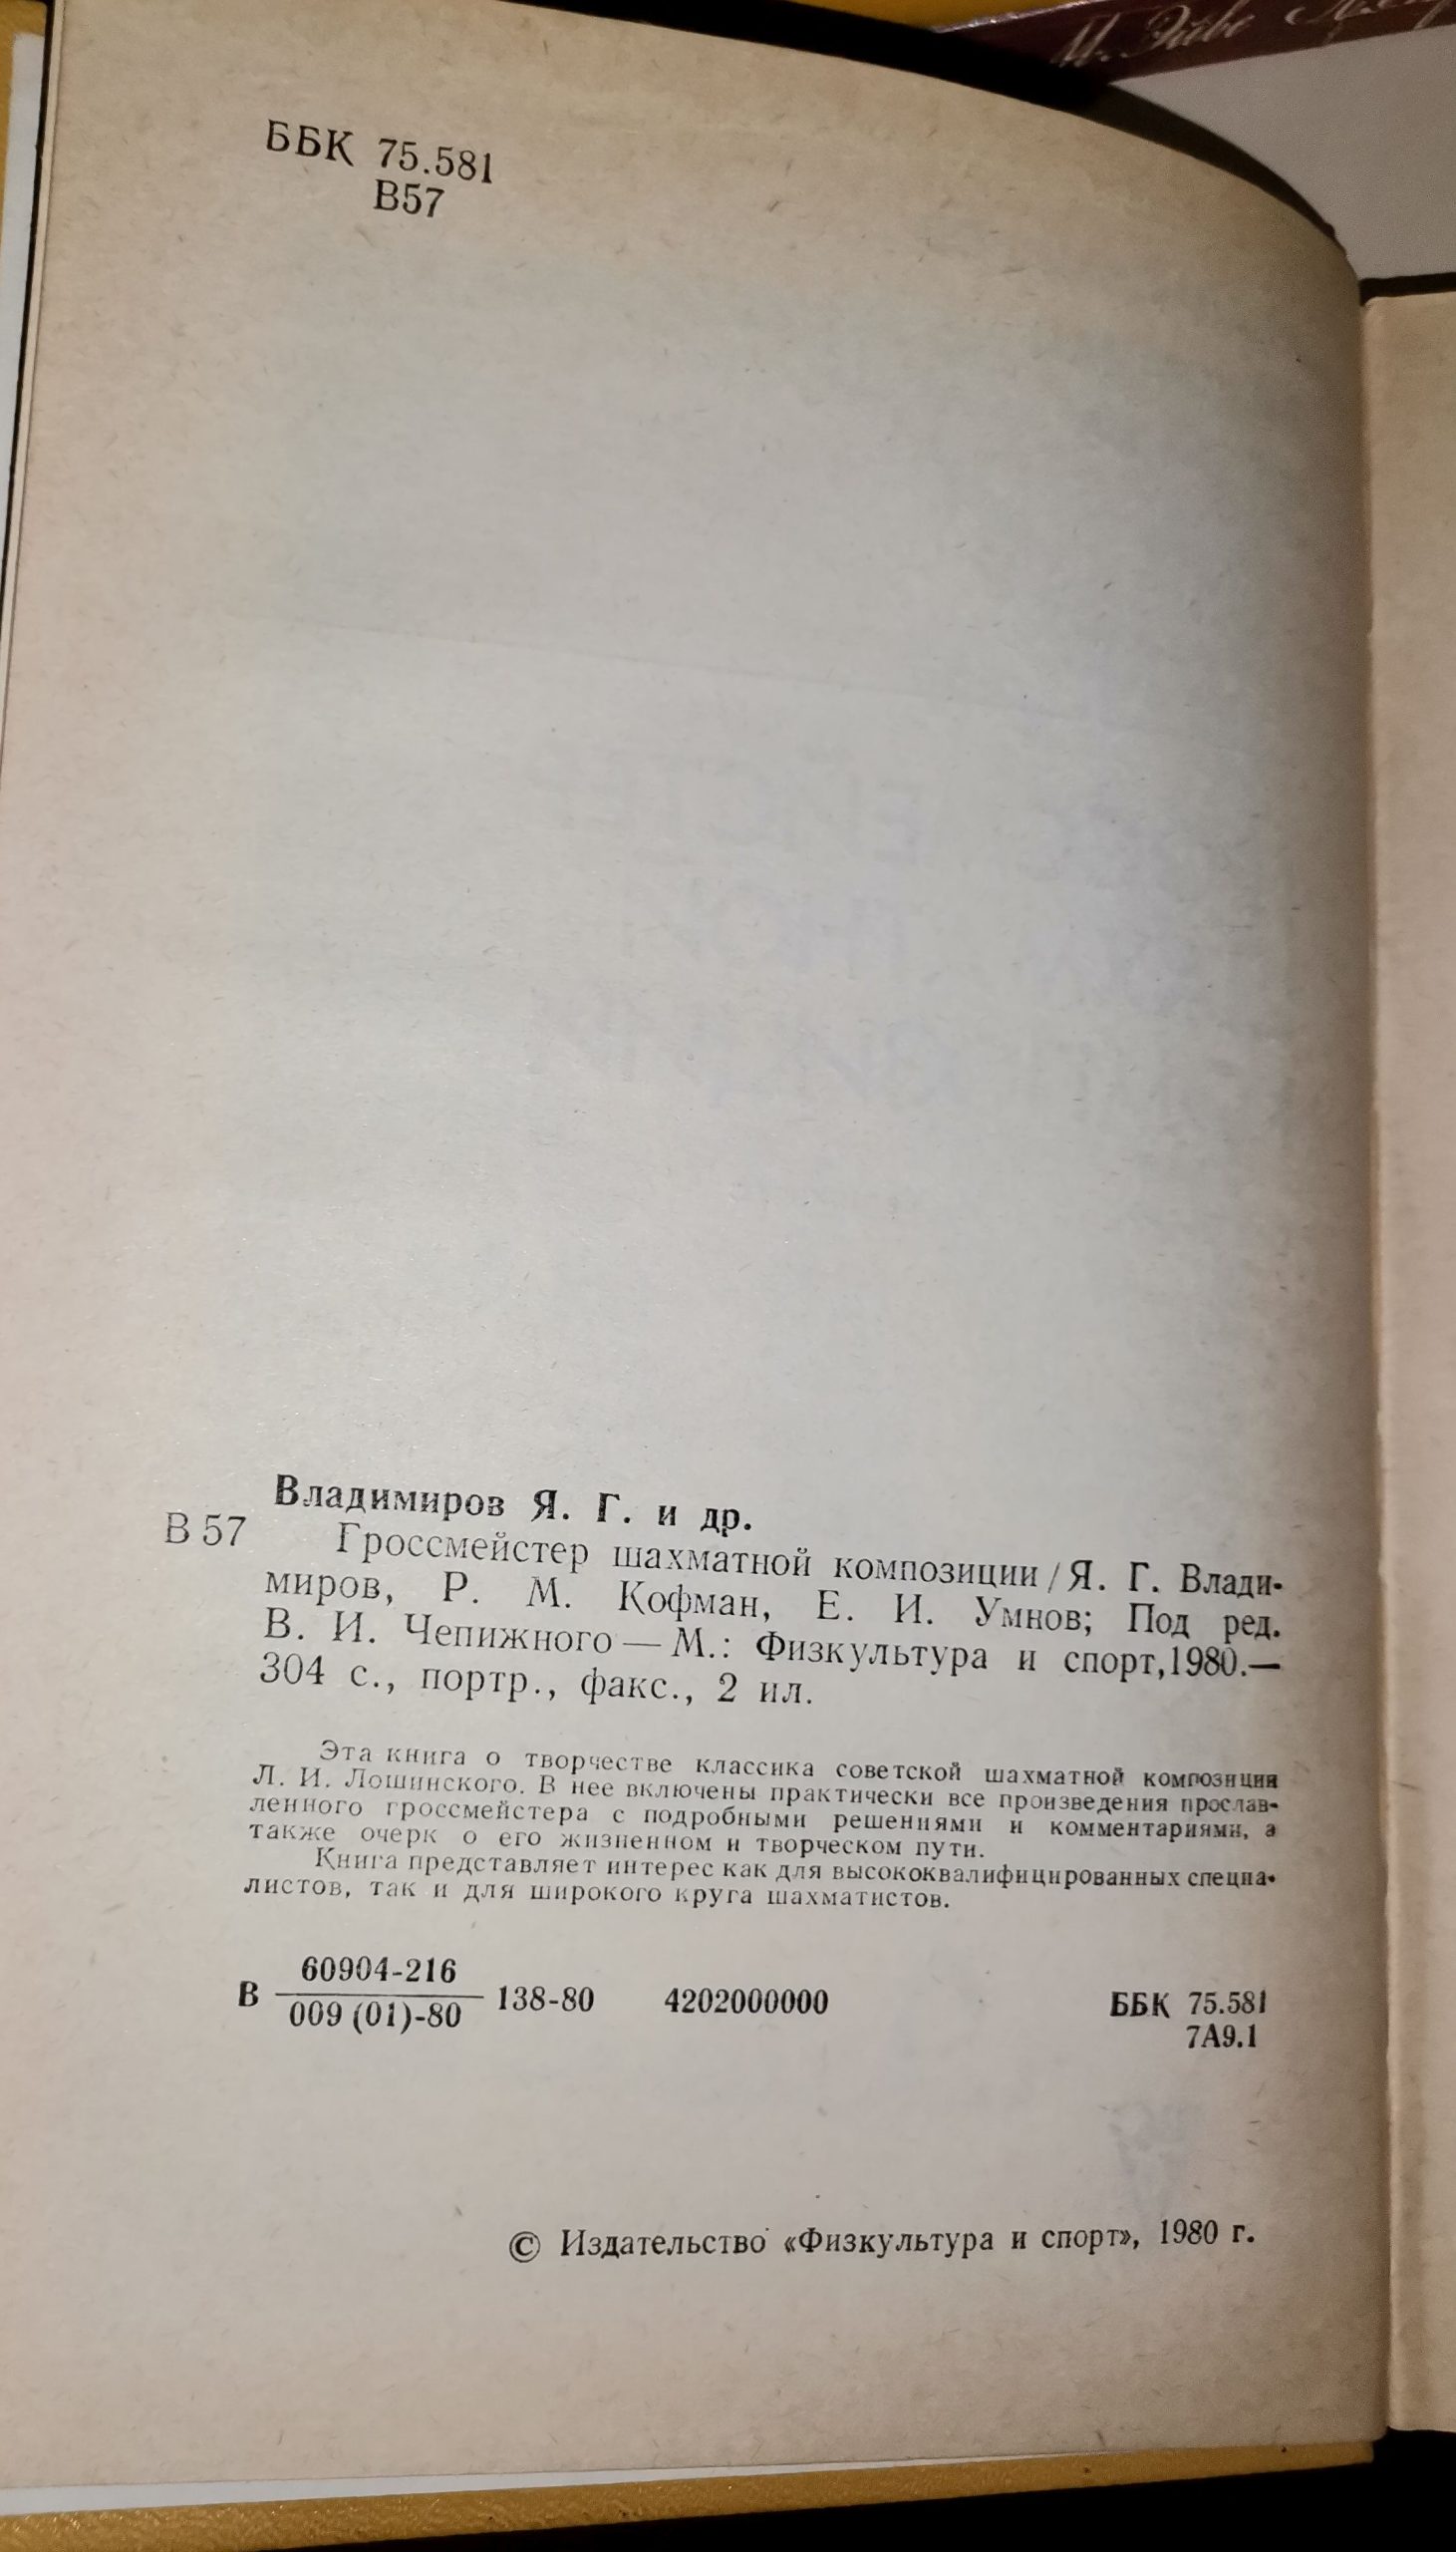 М. Эйве
ББК 75.581
В57
Владимиров Я. Г. и др.
В 57 Гроссмейстер шахматной композиции / Я. Г. Влади-
миров, Р. М. Кофман, Е. И. Умнов; Под ред.
В. И. Чепижного — М.: Физкультура и спорт,1980.—
304 с., портр., факс., 2 ил.
Эта книга о творчестве классика советской шахматной композиции
Л. И. Лошинского. В нее включены практически все произведения прослав-
ленного гроссмейстера с подробными решениями и комментариями, а
также очерк о его жизненном и творческом пути.
Книга представляет интерес как для высококвалифицированных специа-
листов, так и для широкого круга шахматистов.
60904-216
В 138-80 4202000000 ББК 75.581
009 (01)-80
7А9.1
© Издательство «Физкультура и спорт», 1980 г.